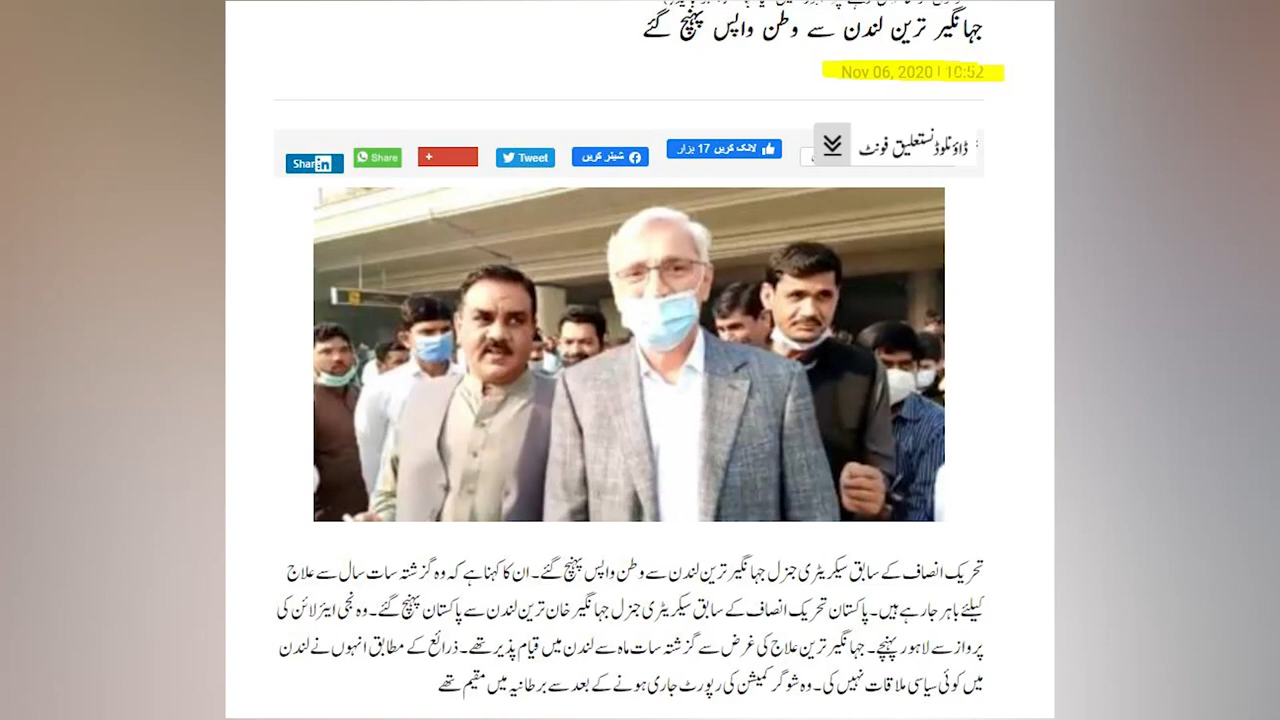 جہانگیر ترین لندن سے وطن واپس پہنچ گئے
Nov 06, 2020 | 10:52
Shar in
Share
+
Tweet
شیئر کریں
لائک کریں 17 ہزار
ڈاؤنلوڈ نستعلیق فونٹ
تحریک انصاف کے سابق سیکریٹری جنرل جہانگیر ترین لندن سے وطن واپس پہنچ گئے۔ ان کا کہنا ہے کہ وہ گزشتہ سات سال سے علاج
کیلئے باہر جا رہے ہیں۔ پاکستان تحریک انصاف کے سابق سیکریٹری جنرل جہانگیر خان ترین لندن سے پاکستان پہنچ گئے۔ وہ نجی ایئر لائن کی
پرواز سے لاہور پہنچے۔ جہانگیر ترین علاج کی غرض سے گزشتہ سات ماہ سے لندن میں قیام پذیر تھے۔ ذرائع کے مطابق انہوں نے لندن
میں کوئی سیاسی ملاقات نہیں کی۔ وہ شوگر کمیشن کی رپورٹ جاری ہونے کے بعد سے برطانیہ میں مقیم تھے